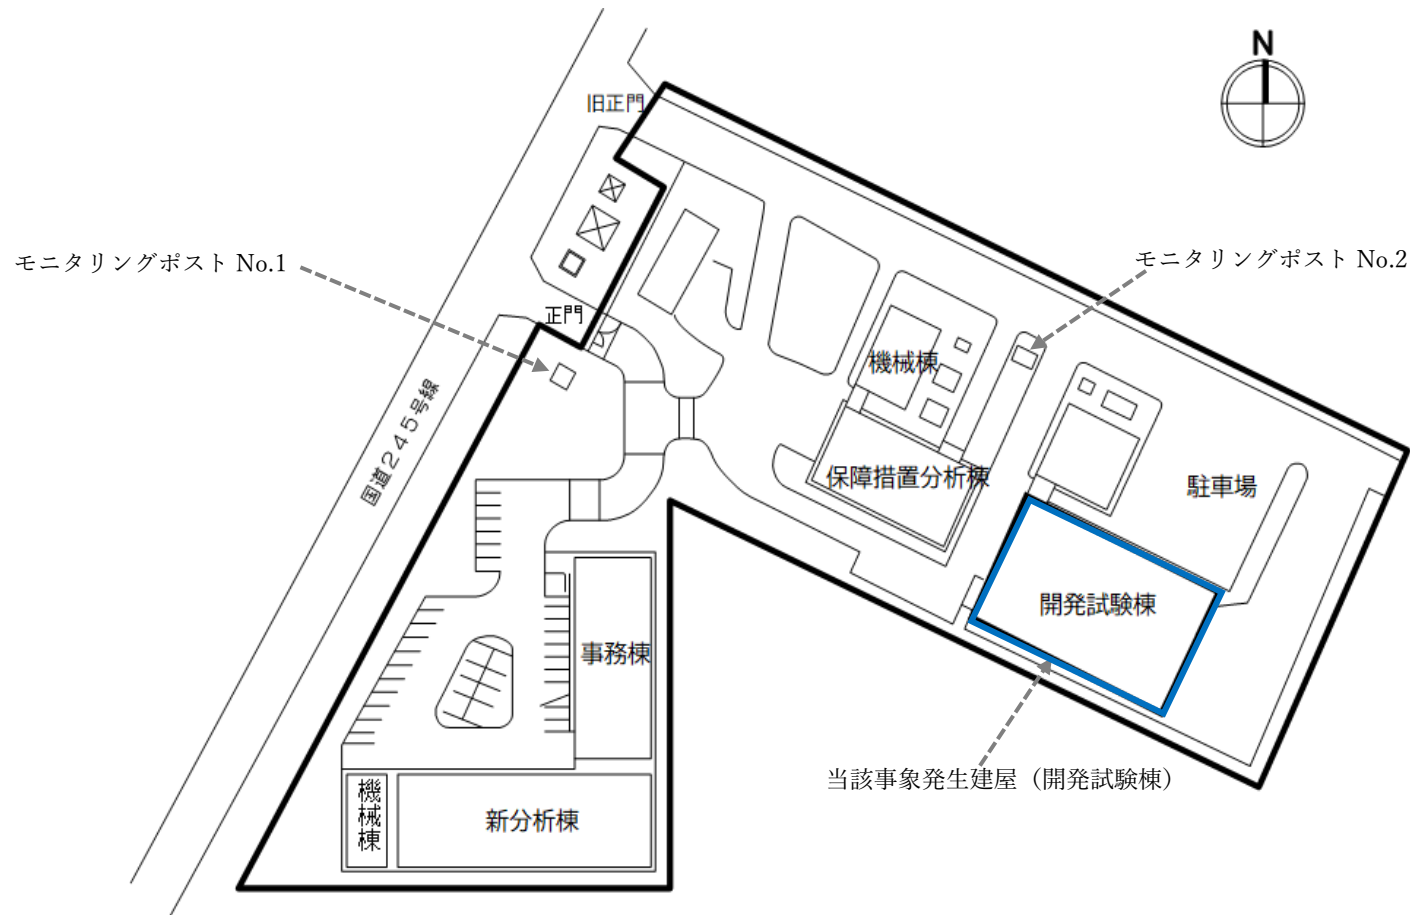 N
旧正門
モニタリングポスト No.1
モニタリングポスト No.2
正門
機械棟
国道245号線
保障措置分析棟
駐車場
開発試験棟
事務棟
当該事象発生建屋（開発試験棟）
機械棟
新分析棟